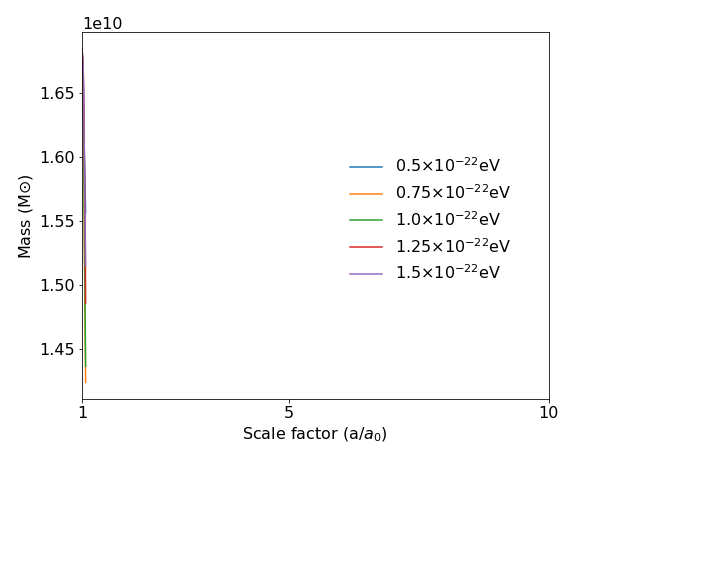 1e10
1.65
1.60
1.55
1.50
1.45
Mass (M⊙)
0.5×10⁻²²eV
0.75×10⁻²²eV
1.0×10⁻²²eV
1.25×10⁻²²eV
1.5×10⁻²²eV
1 5 10
Scale factor (a/a₀)